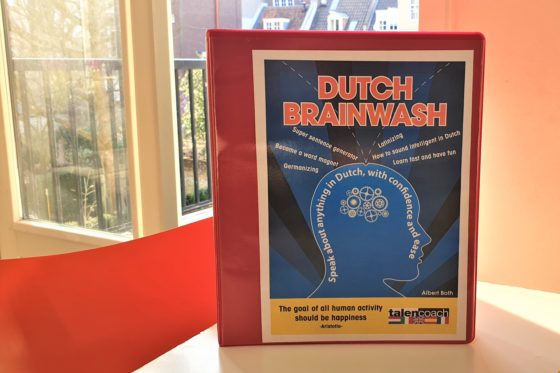 DUTCH
BRAINWASH
Super sentence generator
Latinizing
Become a word magnet
How to sound intelligent in Dutch
Germanizing
Learn fast and have fun
Speak about anything in Dutch, with confidence and ease
Albert Both
The goal of all human activity
should be happiness
-Aristotle-
talencoach